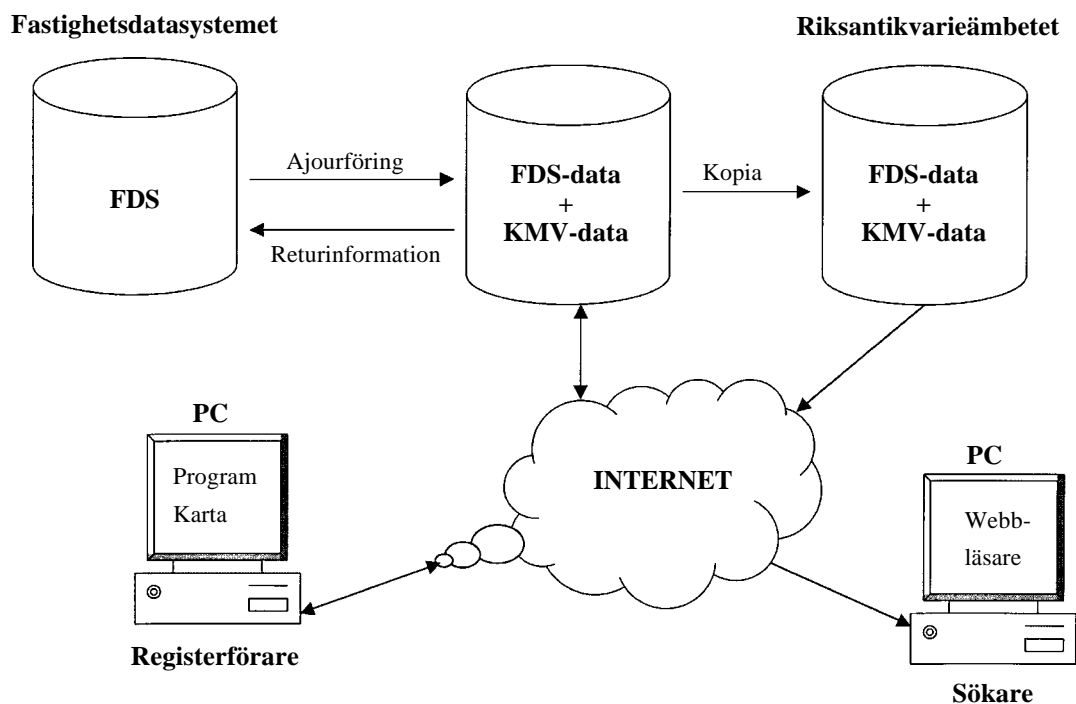 Fastighetsdatasystemet
Riksantikvarieämbetet
FDS
Ajourföring
Returinformation
FDS-data
+
KMV-data
Kopia
FDS-data
+
KMV-data
INTERNET
PC
Program
Karta
Registerförare
PC
Webb-
läsare
Sökare